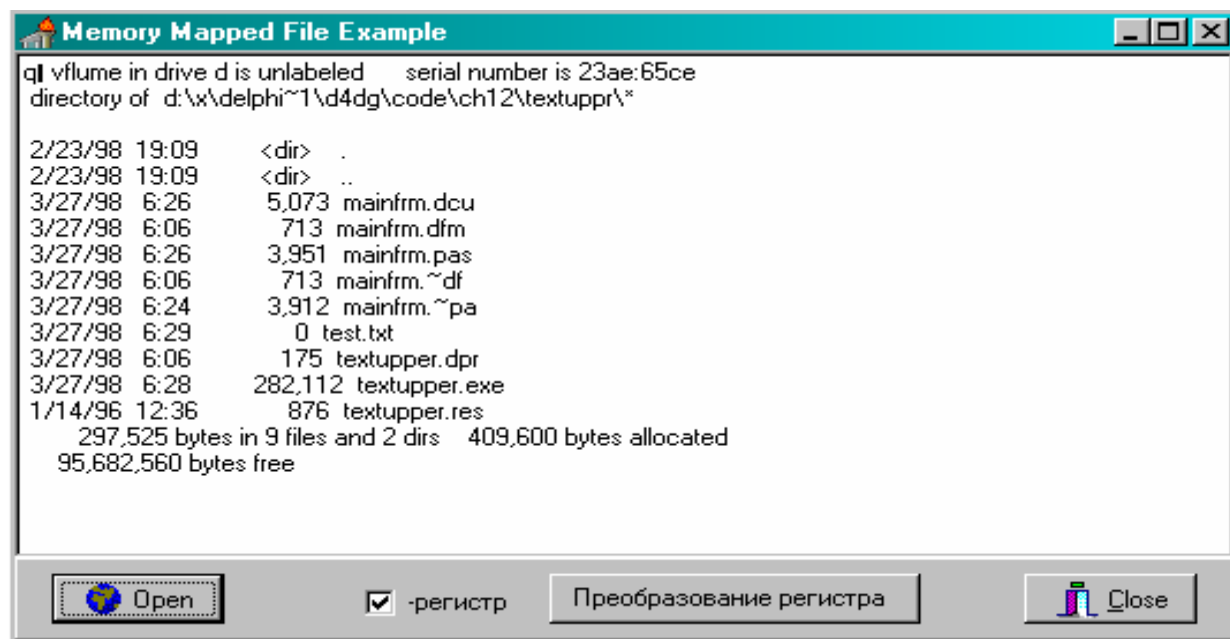 Memory Mapped File Example
q vflume in drive d is unlabeled serial number is 23ae:65ce
directory of d:\x\delphi~1\d4dg\code\ch12\textuppr\*
2/23/98 19:09 <dir> .
2/23/98 19:09 <dir> ..
3/27/98 6:26 5,073 mainfrm.dcu
3/27/98 6:06 713 mainfrm.dfm
3/27/98 6:26 3,951 mainfrm.pas
3/27/98 6:06 713 mainfrm.~df
3/27/98 6:24 3,912 mainfrm.~pa
3/27/98 6:29 0 test.txt
3/27/98 6:06 175 textupper.dpr
3/27/98 6:28 282,112 textupper.exe
1/14/96 12:36 876 textupper.res
297,525 bytes in 9 files and 2 dirs 409,600 bytes allocated
95,682,560 bytes free
Open -регистр Преобразование регистра Close